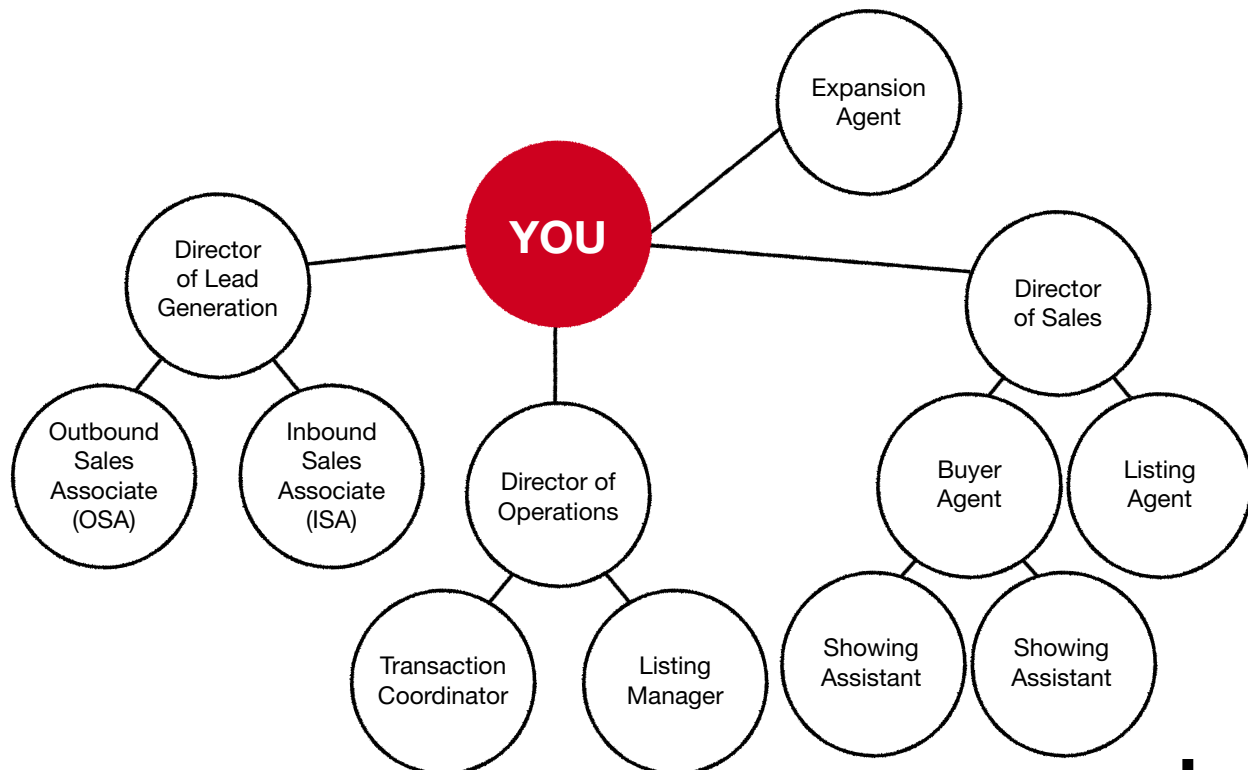 Expansion
Agent
YOU
Director
of Lead
Generation
Director
of Sales
Outbound
Sales
Associate
(OSA)
Inbound
Sales
Associate
(ISA)
Director of
Operations
Buyer
Agent
Listing
Agent
Transaction
Coordinator
Listing
Manager
Showing
Assistant
Showing
Assistant